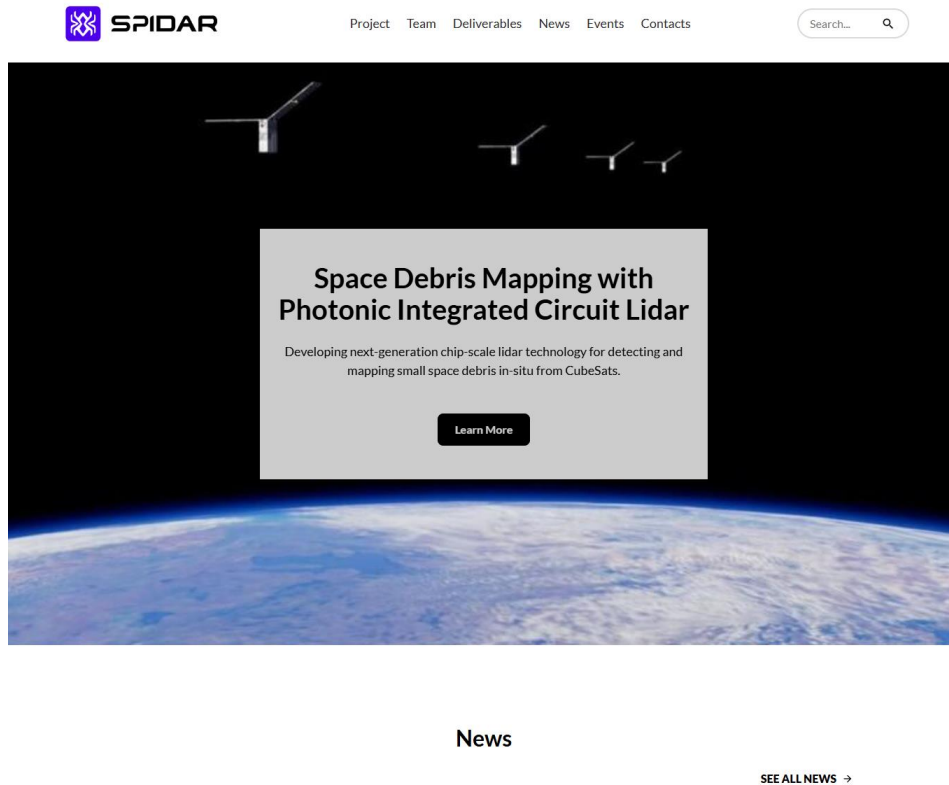 SPIDAR
Project Team Deliverables News Events Contacts
Search...
Space Debris Mapping with
Photonic Integrated Circuit Lidar
Developing next-generation chip-scale lidar technology for detecting and
mapping small space debris in-situ from CubeSats.
Learn More
News
SEE ALL NEWS →